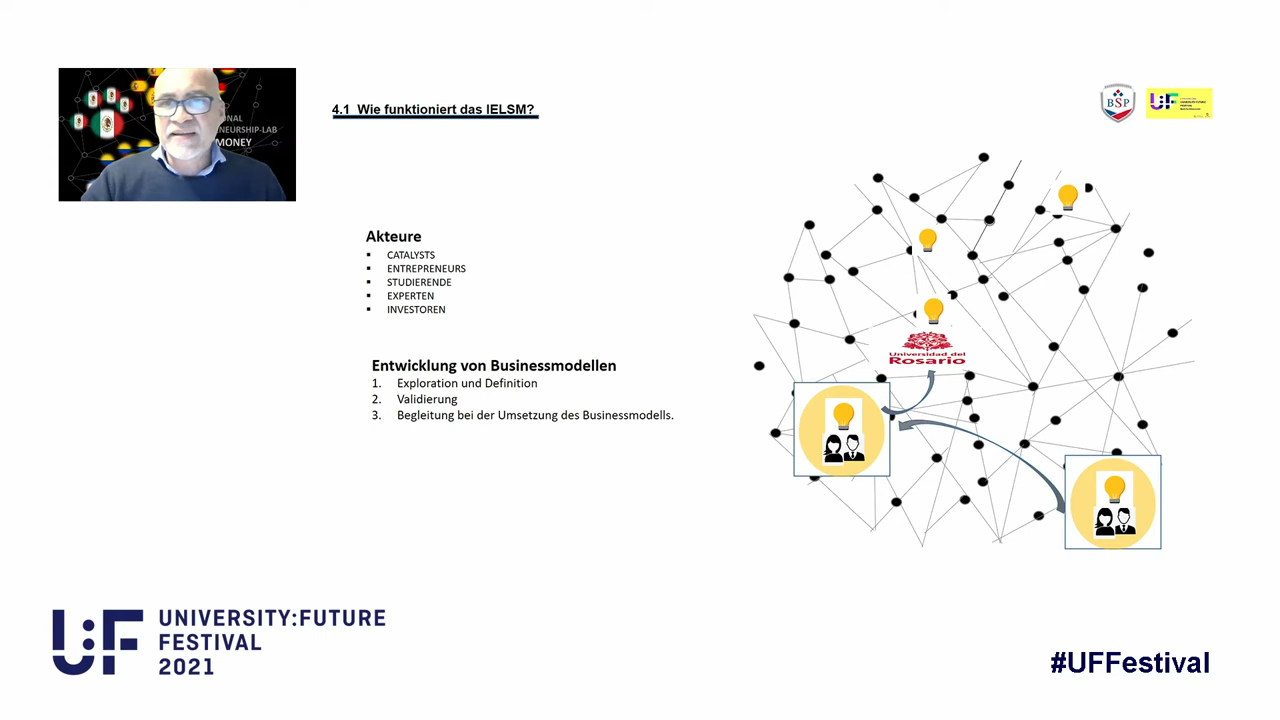 ONAL
NEURSHIP-LAB
MONEY
4.1 Wie funktioniert das IELSM?
BSP
U:F
Akteure
CATALYSTS
ENTREPRENEURS
STUDIERENDE
EXPERTEN
INVESTOREN
Entwicklung von Businessmodellen
1. Exploration und Definition
2. Validierung
3. Begleitung bei der Umsetzung des Businessmodells.
Universidad del
Rosario
U:F
UNIVERSITY:FUTURE
FESTIVAL
2021
#UFFestival